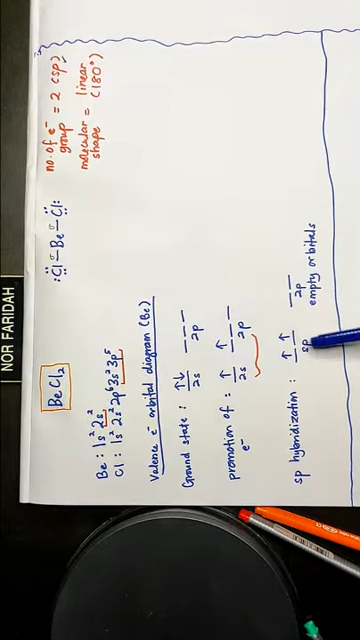 NOR FARIDAH
BeCl2
:Cl-Be-Cl:
σ σ
no. of e⁻ group = 2 (sp)
molecular shape = linear (180°)
Be : 1s² 2s²
Cl : 1s² 2s² 2p⁶ 3s² 3p⁵
Valence e⁻ orbital diagram (Be)
Ground state : ↑↓ _ _ _
2s 2p
promotion of e⁻ : ↑ ↑ _ _
2s 2p
sp hybridization : ↑ ↑ _ _
sp 2p
empty orbitals